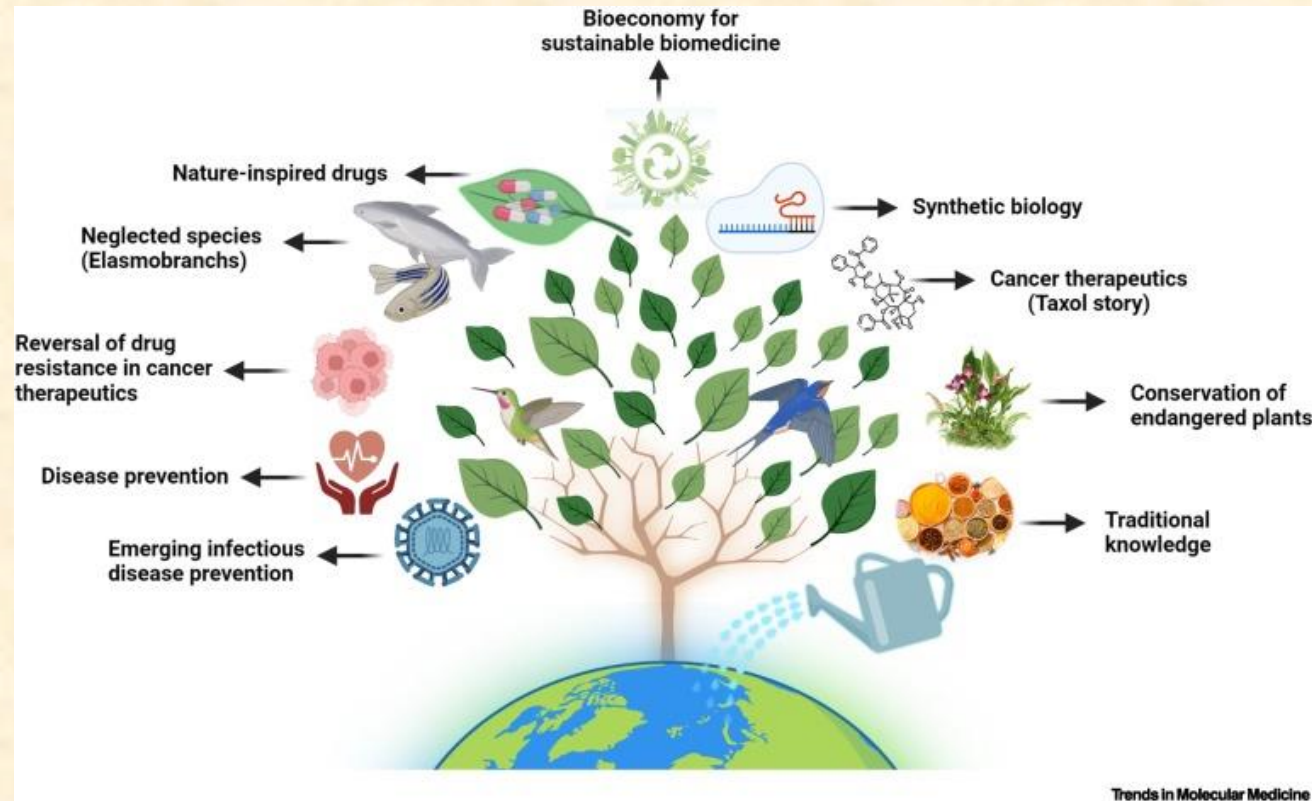 Bioeconomy for
sustainable biomedicine
Nature-inspired drugs
Synthetic biology
Neglected species
(Elasmobranchs)
Cancer therapeutics
(Taxol story)
Reversal of drug
resistance in cancer
therapeutics
Conservation of
endangered plants
Disease prevention
Traditional
knowledge
Emerging infectious
disease prevention
Trends in Molecular Medicine